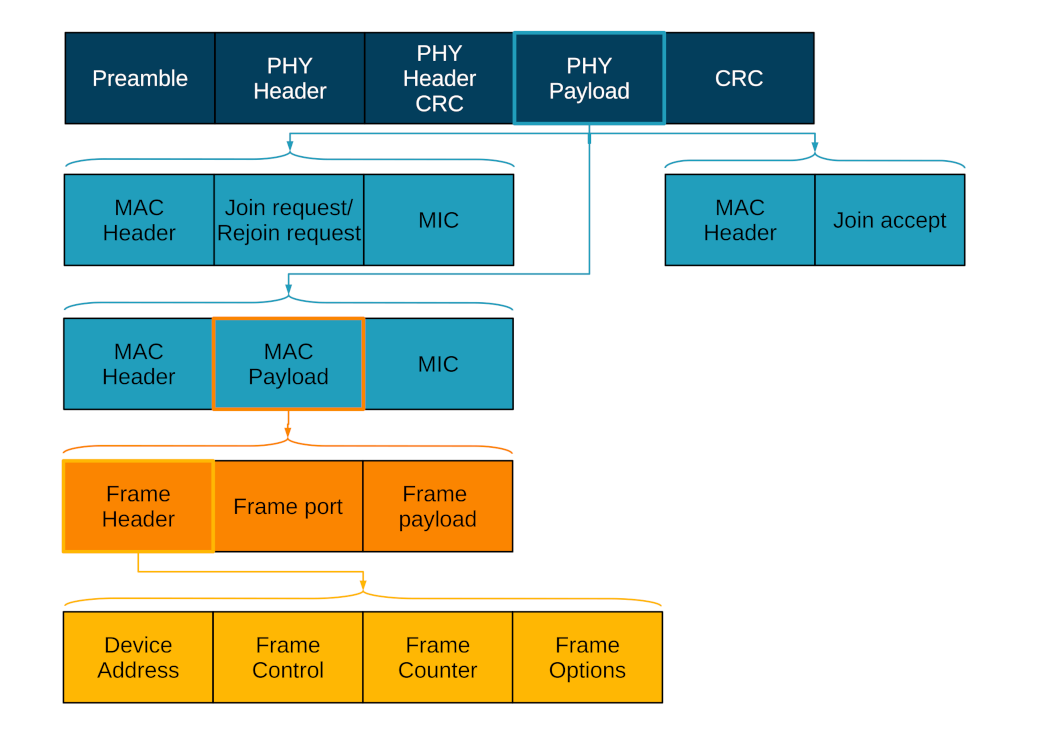 Preamble
PHY
Header
PHY
Header
CRC
PHY
Payload
CRC
MAC
Header
Join request/
Rejoin request
MIC
MAC
Header
Join accept
MAC
Header
MAC
Payload
MIC
Frame
Header
Frame port
Frame
payload
Device
Address
Frame
Control
Frame
Counter
Frame
Options